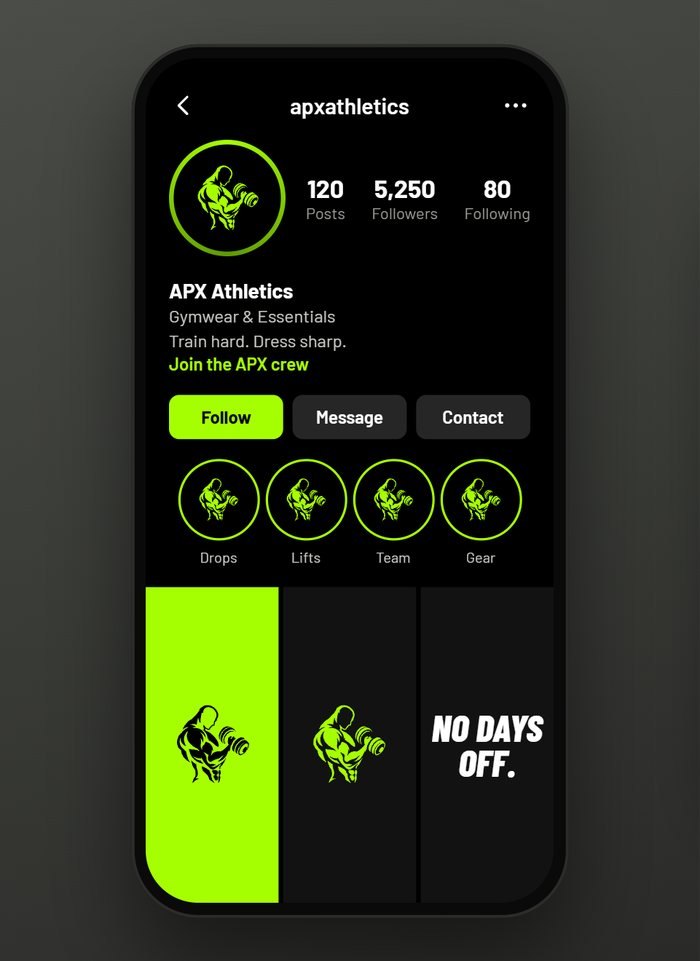 apxathletics
120 5,250 80
Posts Followers Following
APX Athletics
Gymwear & Essentials
Train hard. Dress sharp.
Join the APX crew
Follow Message Contact
Drops Lifts Team Gear
NO DAYS
OFF.